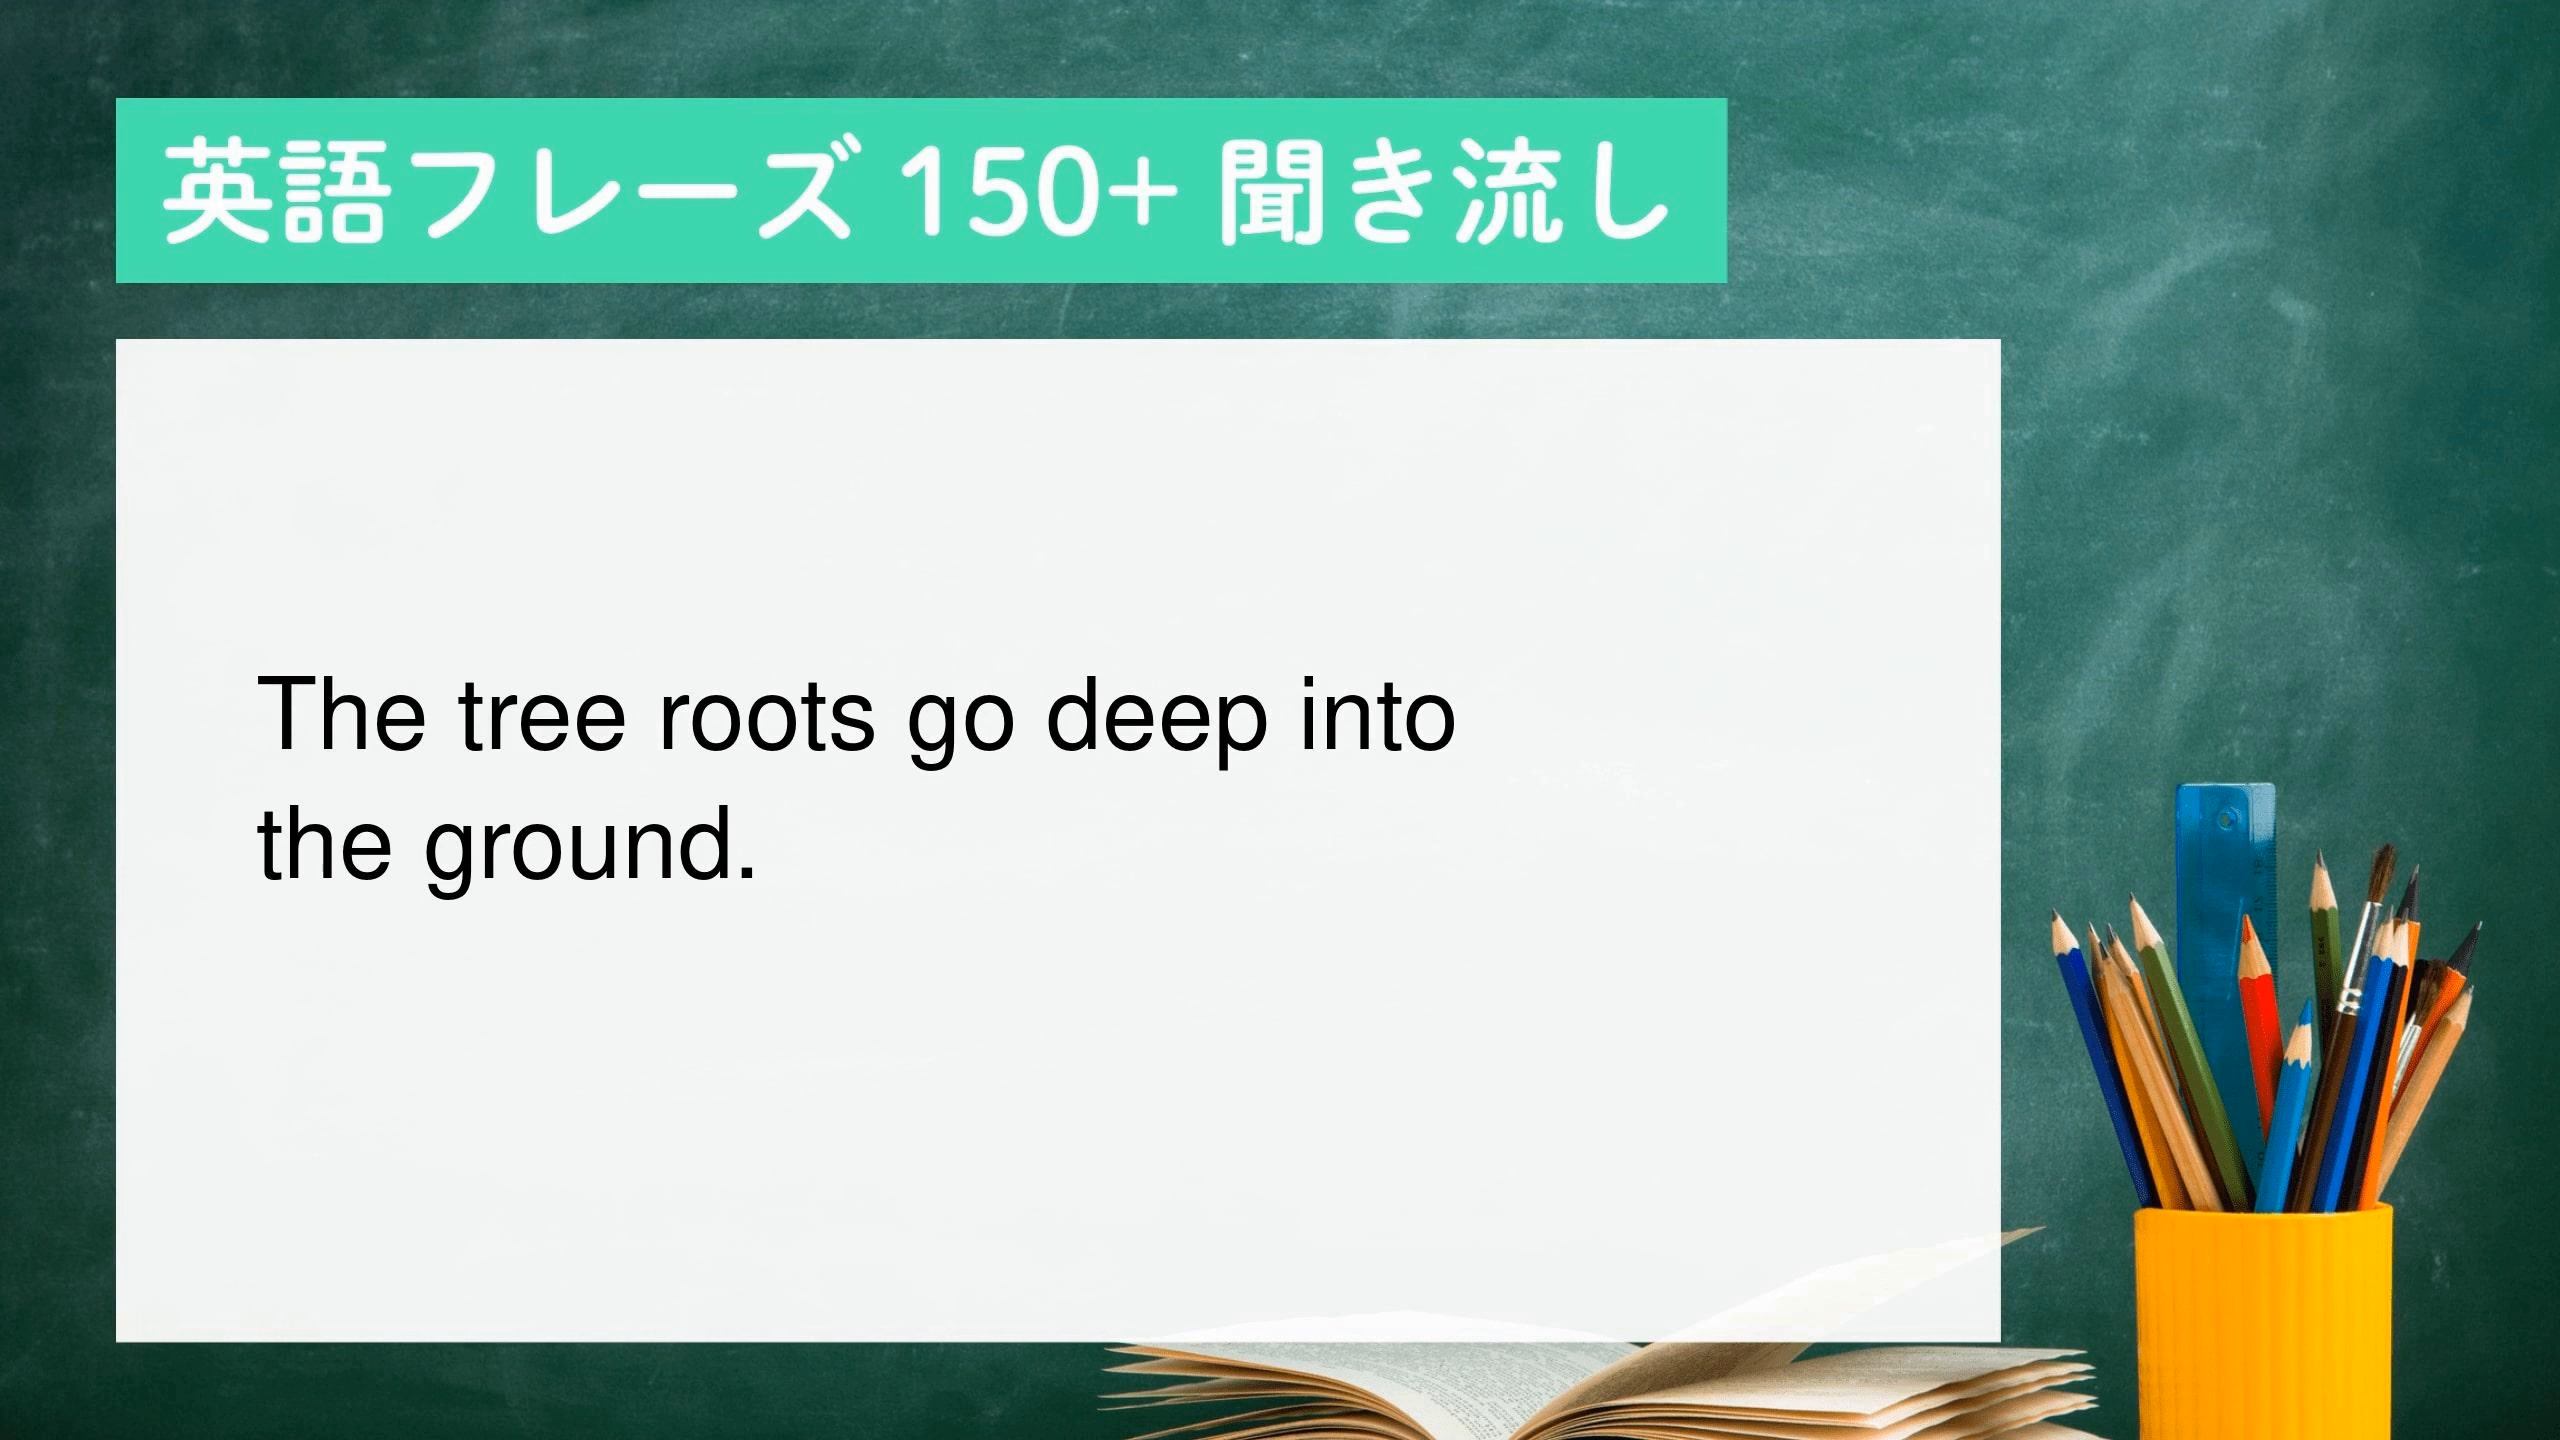 英語フレーズ 150+ 聞き流し
The tree roots go deep into
the ground.